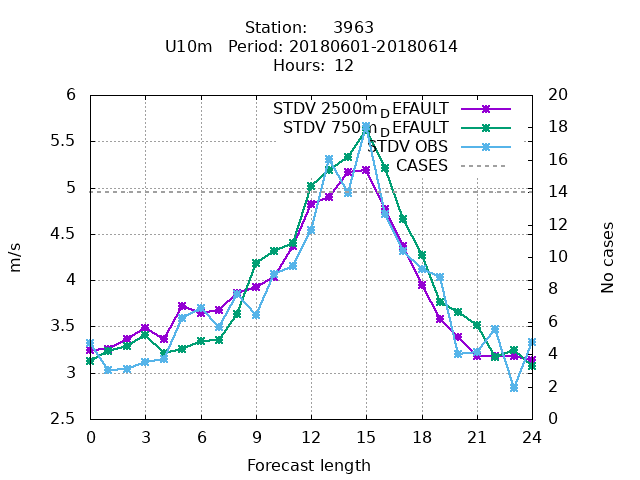 Station: 3963
U10m Period: 20180601-20180614
Hours: 12
STDV 2500m_DEFAULT
STDV 750m_DEFAULT
STDV OBS
CASES
6
5.5
5
4.5
4
3.5
3
2.5
m/s
20
18
16
14
12
10
8
6
4
2
0
No cases
0 3 6 9 12 15 18 21 24
Forecast length